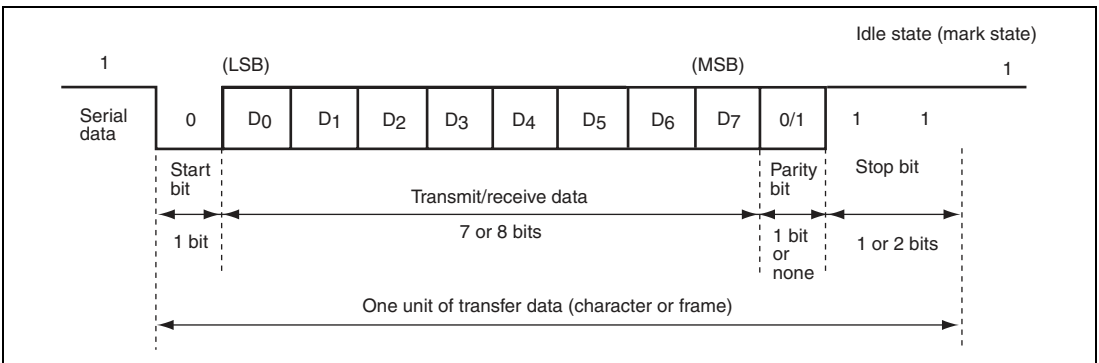 Idle state (mark state)
1 (LSB) (MSB) 1
Serial
data
0 D0 D1 D2 D3 D4 D5 D6 D7 0/1 1 1
Start
bit
Transmit/receive data
Parity
bit
Stop bit
1 bit
7 or 8 bits
1 bit
or
none
1 or 2 bits
One unit of transfer data (character or frame)